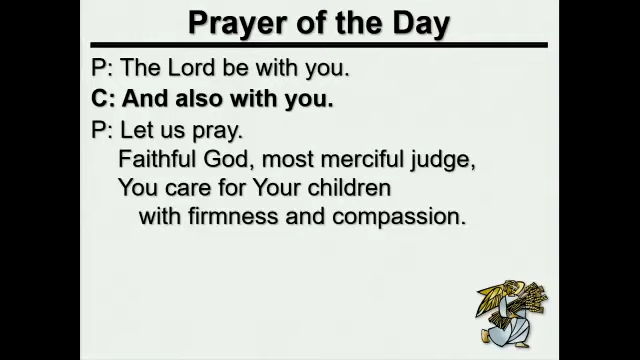 Prayer of the Day
P: The Lord be with you.
C: And also with you.
P: Let us pray.
Faithful God, most merciful judge,
You care for Your children
with firmness and compassion.